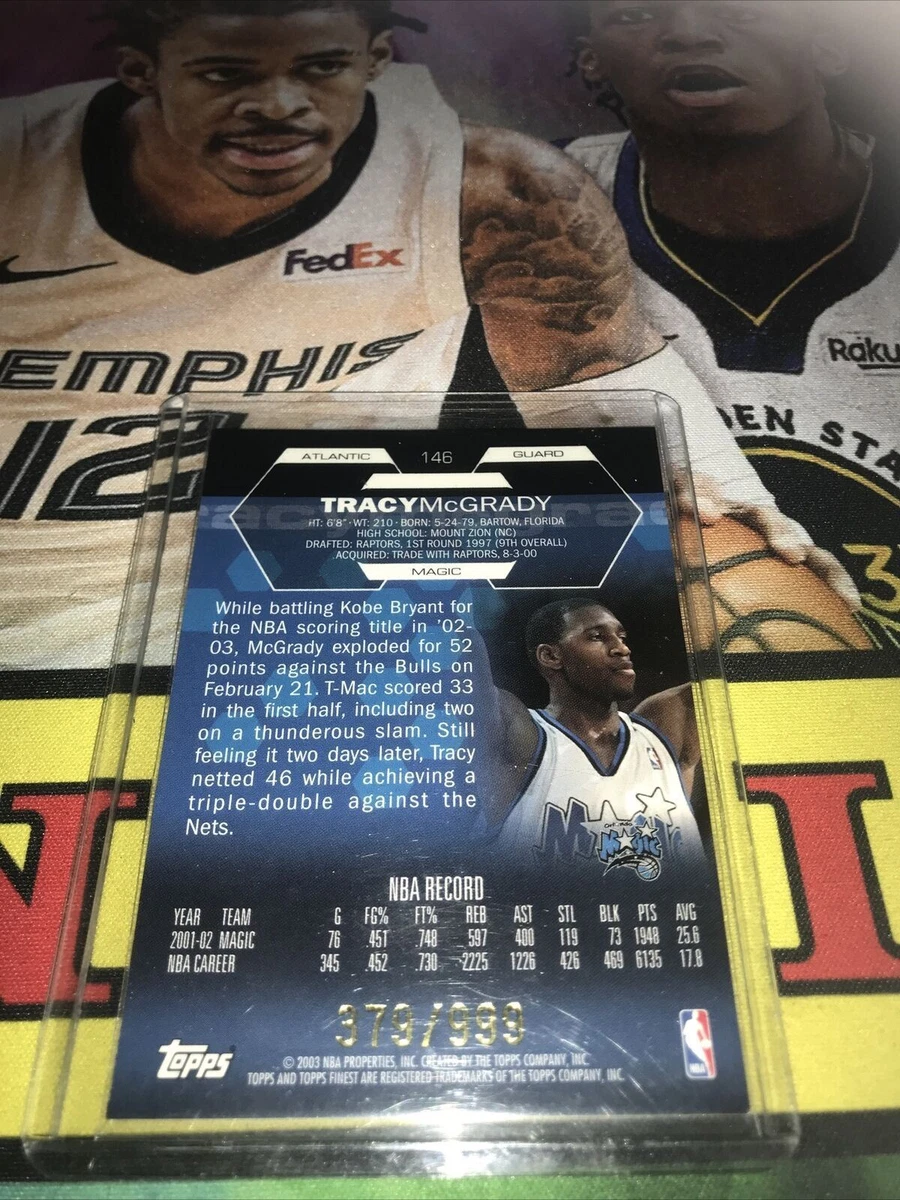 FedEx
Raku
EMPHIS
12
DEN STA
3
ATLANTIC 146 GUARD
TRACY McGRADY
HT: 6'8" · WT: 210 · BORN: 5-24-79, BARTOW, FLORIDA
HIGH SCHOOL: MOUNT ZION (NC)
DRAFTED: RAPTORS, 1ST ROUND 1997 (9TH OVERALL)
ACQUIRED: TRADE WITH RAPTORS, 8-3-00
MAGIC
While battling Kobe Bryant for
the NBA scoring title in '02-
03, McGrady exploded for 52
points against the Bulls on
February 21. T-Mac scored 33
in the first half, including two
on a thunderous slam. Still
feeling it two days later, Tracy
netted 46 while achieving a
triple-double against the
Nets.
Orlando
Magic
NBA RECORD
YEAR TEAM G FG% FT% REB AST STL BLK PTS AVG
2001-02 MAGIC 76 .451 .748 597 400 119 73 1948 25.6
NBA CAREER 345 .452 .730 2225 1226 426 469 6135 17.8
379/999
topps
© 2003 NBA PROPERTIES, INC. CREATED BY THE TOPPS COMPANY, INC.
TOPPS AND TOPPS FINEST ARE REGISTERED TRADEMARKS OF THE TOPPS COMPANY, INC.
NBA